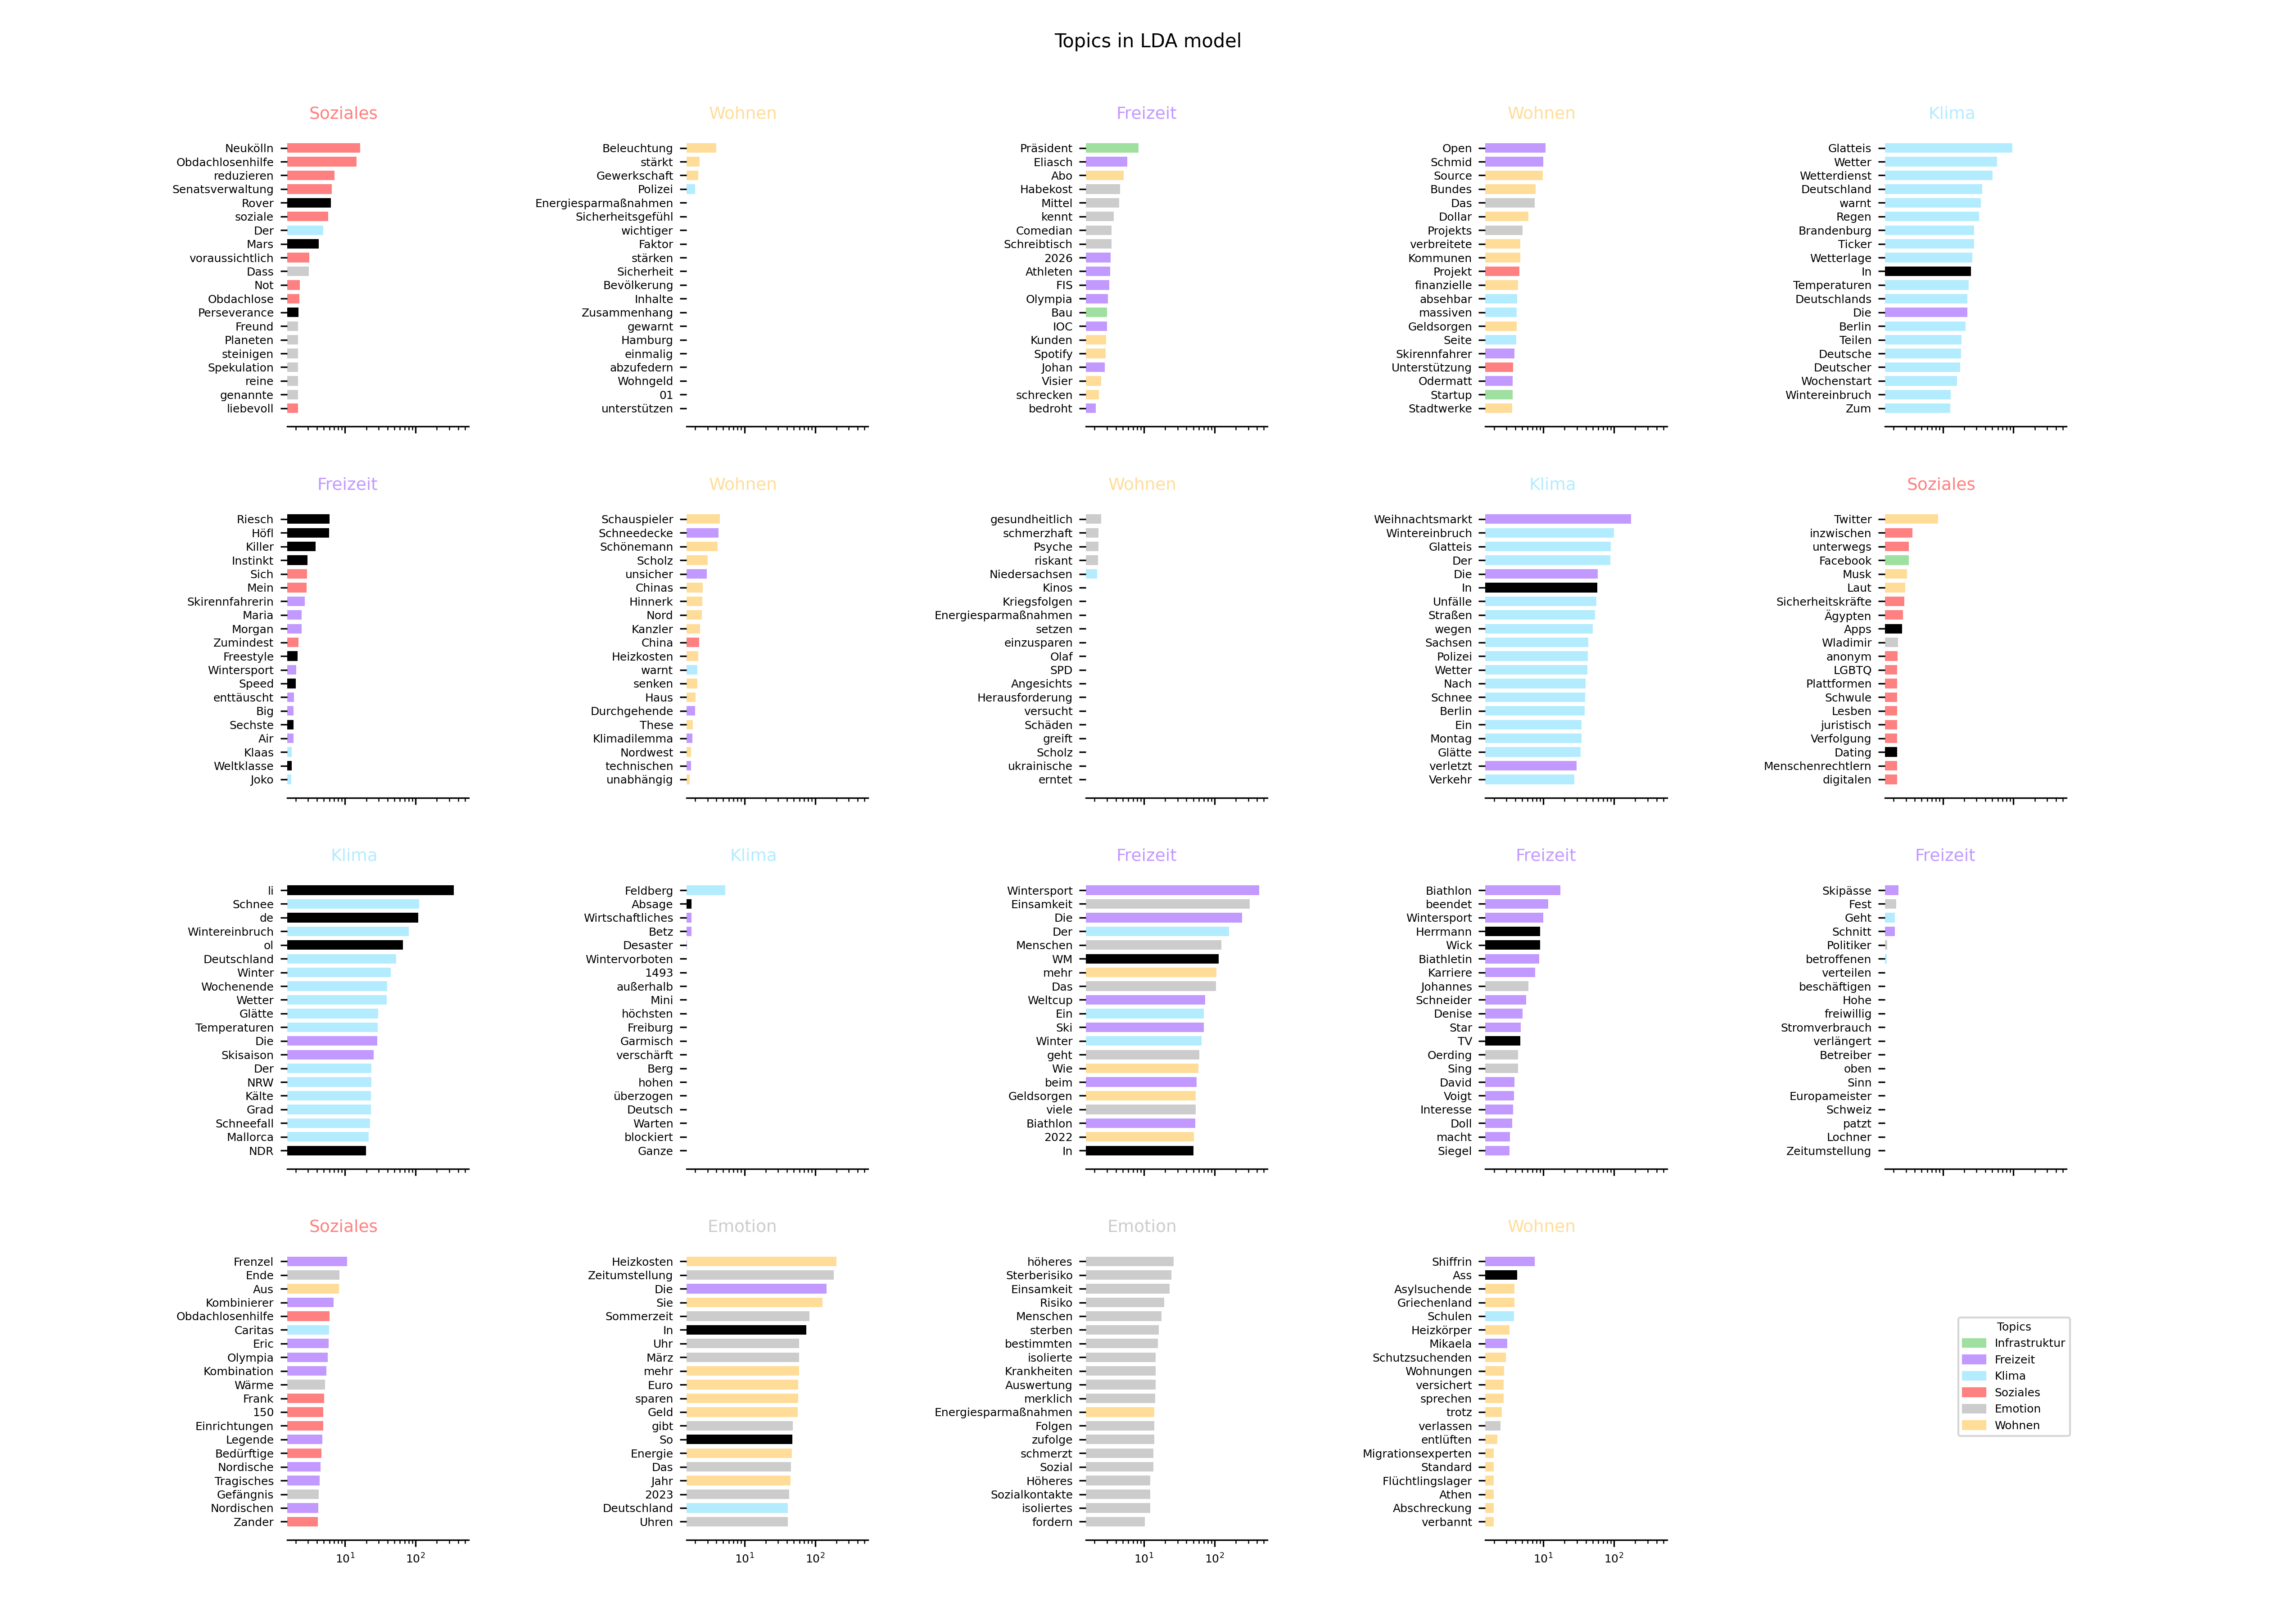 Topics in LDA model
Soziales
Neukölln
Obdachlosenhilfe
reduzieren
Senatsverwaltung
Rover
soziale
Der
Mars
voraussichtlich
Dass
Not
Obdachlose
Perseverance
Freund
Planeten
steinigen
Spekulation
reine
genannte
liebevoll
Wohnen
Beleuchtung
stärkt
Gewerkschaft
Polizei
Energiesparmaßnahmen
Sicherheitsgefühl
wichtiger
Faktor
stärken
Sicherheit
Bevölkerung
Inhalte
Zusammenhang
gewarnt
Hamburg
einmalig
abzufedern
Wohngeld
01
unterstützen
Freizeit
Präsident
Eliasch
Abo
Habekost
Mittel
kennt
Comedian
Schreibtisch
2026
Athleten
FIS
Olympia
Bau
IOC
Kunden
Spotify
Johan
Visier
schrecken
bedroht
Wohnen
Open
Schmid
Source
Bundes
Das
Dollar
Projekts
verbreitete
Kommunen
Projekt
finanzielle
absehbar
massiven
Geldsorgen
Seite
Skirennfahrer
Unterstützung
Odermatt
Startup
Stadtwerke
Klima
Glatteis
Wetter
Wetterdienst
Deutschland
warnt
Regen
Brandenburg
Ticker
Wetterlage
In
Temperaturen
Deutschlands
Die
Berlin
Teilen
Deutsche
Deutscher
Wochenstart
Wintereinbruch
Zum
Freizeit
Riesch
Höfl
Killer
Instinkt
Sich
Mein
Skirennfahrerin
Maria
Morgan
Zumindest
Freestyle
Wintersport
Speed
enttäuscht
Big
Sechste
Air
Klaas
Weltklasse
Joko
Wohnen
Schauspieler
Schneedecke
Schönemann
Scholz
unsicher
Chinas
Hinnerk
Nord
Kanzler
China
Heizkosten
warnt
senken
Haus
Durchgehende
These
Klimadilemma
Nordwest
technischen
unabhängig
Wohnen
gesundheitlich
schmerzhaft
Psyche
riskant
Niedersachsen
Kinos
Kriegsfolgen
Energiesparmaßnahmen
setzen
einzusparen
Olaf
SPD
Angesichts
Herausforderung
versucht
Schäden
greift
Scholz
ukrainische
erntet
Klima
Weihnachtsmarkt
Wintereinbruch
Glatteis
Der
Die
In
Unfälle
Straßen
wegen
Sachsen
Polizei
Wetter
Nach
Schnee
Berlin
Ein
Montag
Glätte
verletzt
Verkehr
Soziales
Twitter
inzwischen
unterwegs
Facebook
Musk
Laut
Sicherheitskräfte
Ägypten
Apps
Wladimir
anonym
LGBTQ
Plattformen
Schwule
Lesben
juristisch
Verfolgung
Dating
Menschenrechtlern
digitalen
Klima
li
Schnee
de
Wintereinbruch
ol
Deutschland
Winter
Wochenende
Wetter
Glätte
Temperaturen
Die
Skisaison
Der
NRW
Kälte
Grad
Schneefall
Mallorca
NDR
Klima
Feldberg
Absage
Wirtschaftliches
Betz
Desaster
Wintervorboten
1493
außerhalb
Mini
höchsten
Freiburg
Garmisch
verschärft
Berg
hohen
überzogen
Deutsch
Warten
blockiert
Ganze
Freizeit
Wintersport
Einsamkeit
Die
Der
Menschen
WM
mehr
Das
Weltcup
Ein
Ski
Winter
geht
Wie
beim
Geldsorgen
viele
Biathlon
2022
In
Freizeit
Biathlon
beendet
Wintersport
Herrmann
Wick
Biathletin
Karriere
Johannes
Schneider
Denise
Star
TV
Oerding
Sing
David
Voigt
Interesse
Doll
macht
Siegel
Freizeit
Skipässe
Fest
Geht
Schnitt
Politiker
betroffenen
verteilen
beschäftigen
Hohe
freiwillig
Stromverbrauch
verlängert
Betreiber
oben
Sinn
Europameister
Schweiz
patzt
Lochner
Zeitumstellung
Soziales
Frenzel
Ende
Aus
Kombinierer
Obdachlosenhilfe
Caritas
Eric
Olympia
Kombination
Wärme
Frank
150
Einrichtungen
Legende
Bedürftige
Nordische
Tragisches
Gefängnis
Nordischen
Zander
10¹ 10²
Emotion
Heizkosten
Zeitumstellung
Die
Sie
Sommerzeit
In
Uhr
März
mehr
Euro
sparen
Geld
gibt
So
Energie
Das
Jahr
2023
Deutschland
Uhren
10¹ 10²
Emotion
höheres
Sterberisiko
Einsamkeit
Risiko
Menschen
sterben
bestimmten
isolierte
Krankheiten
Auswertung
merklich
Energiesparmaßnahmen
Folgen
zufolge
schmerzt
Sozial
Höheres
Sozialkontakte
isoliertes
fordern
10¹ 10²
Wohnen
Shiffrin
Ass
Asylsuchende
Griechenland
Schulen
Heizkörper
Mikaela
Schutzsuchenden
Wohnungen
versichert
sprechen
trotz
verlassen
entlüften
Migrationsexperten
Standard
Flüchtlingslager
Athen
Abschreckung
verbannt
10¹ 10²
Topics
Infrastruktur
Freizeit
Klima
Soziales
Emotion
Wohnen